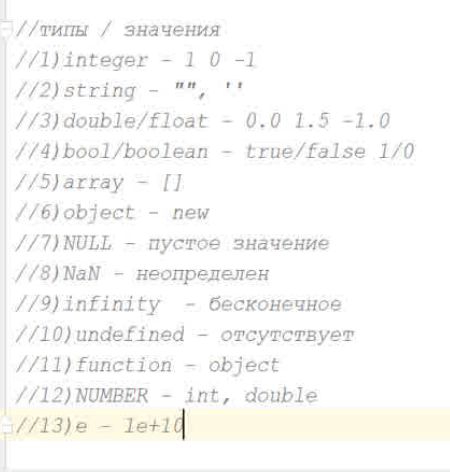 //типы / значения
//1)integer - 1 0 -1
//2)string - "", ''
//3)double/float - 0.0 1.5 -1.0
//4)bool/boolean - true/false 1/0
//5)array - []
//6)object - new
//7)NULL - пустое значение
//8)NaN - неопределен
//9)infinity  - бесконечное
//10)undefined - отсутствует
//11)function - object
//12)NUMBER - int, double
//13)e - 1e+10